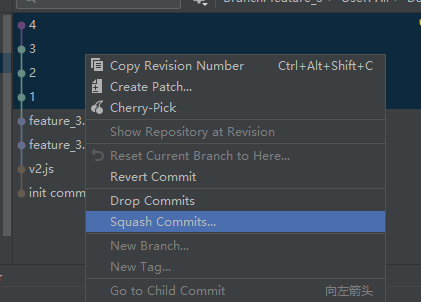 4
3
2
1
feature_3.
feature_3.
v2.js
init comm
Copy Revision Number Ctrl+Alt+Shift+C
Create Patch...
Cherry-Pick
Show Repository at Revision
Reset Current Branch to Here...
Revert Commit
Drop Commits
Squash Commits...
New Branch...
New Tag...
Go to Child Commit 向左箭头